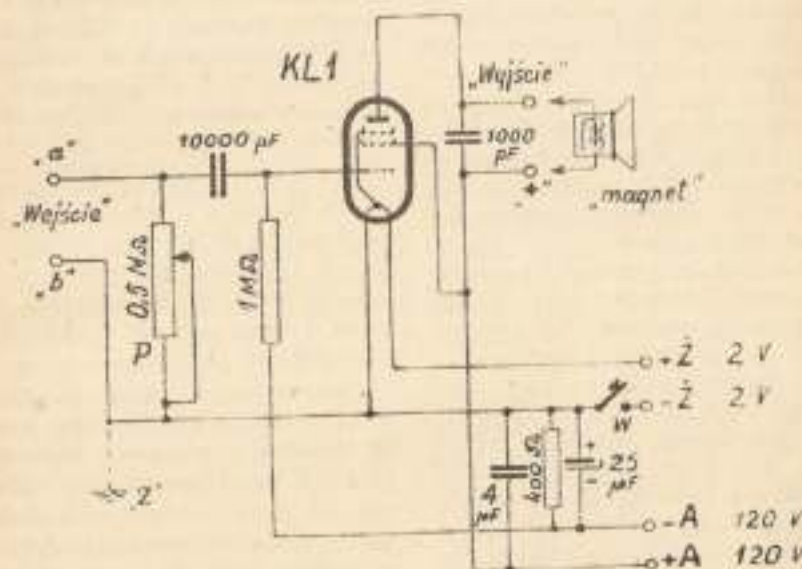 KL1
„Wyjście"
10000 µF
1000
pF
„a"
„+"
„magnet"
„Wejście"
0,5 MΩ
1 MΩ
„b"
P
+ Ż 2 V
- Ż 2 V
W
400 Ω
+
25
µF
-
4
µF
„Z"
- A 120 V
+ A 120 V